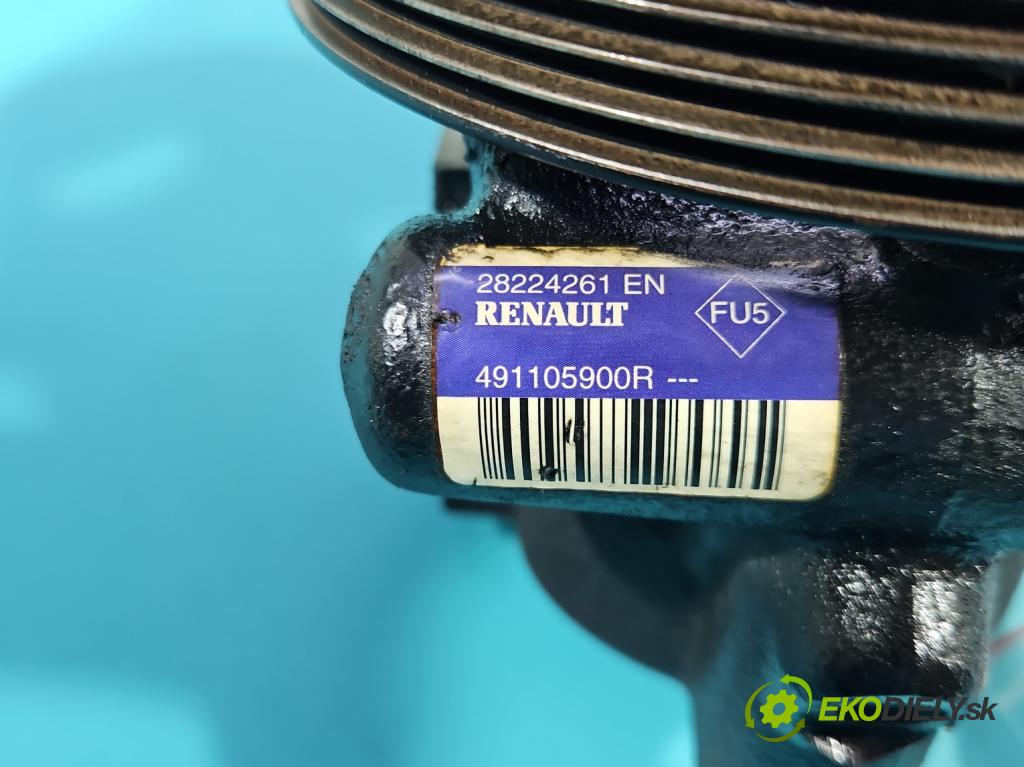 28224261 EN
RENAULT
FU5
491105900R ---
EKODIELY.sk